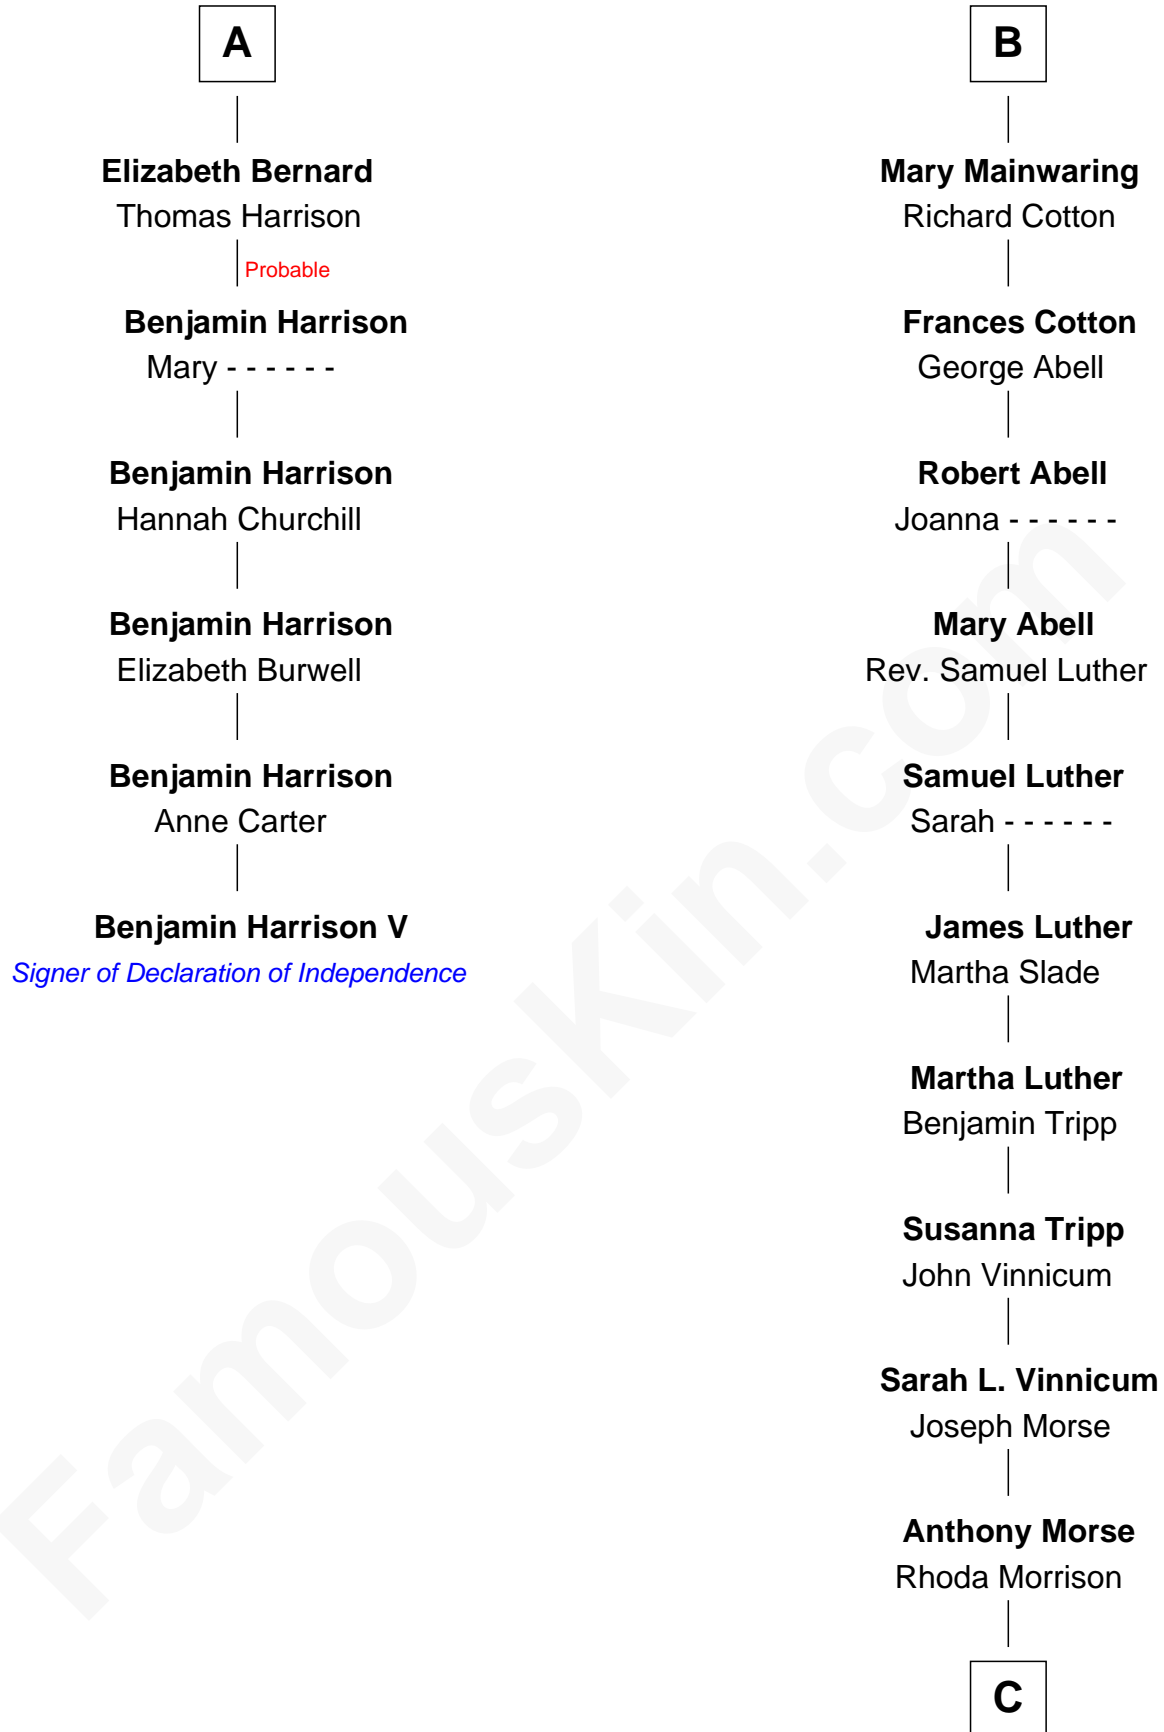 A
Elizabeth Bernard
Thomas Harrison
Probable
Benjamin Harrison
Mary - - - - - -
Benjamin Harrison
Hannah Churchill
Benjamin Harrison
Elizabeth Burwell
Benjamin Harrison
Anne Carter
Benjamin Harrison V
Signer of Declaration of Independence
B
Mary Mainwaring
Richard Cotton
Frances Cotton
George Abell
Robert Abell
Joanna - - - - - -
Mary Abell
Rev. Samuel Luther
Samuel Luther
Sarah - - - - - -
James Luther
Martha Slade
Martha Luther
Benjamin Tripp
Susanna Tripp
John Vinnicum
Sarah L. Vinnicum
Joseph Morse
Anthony Morse
Rhoda Morrison
C
FamousKin.com